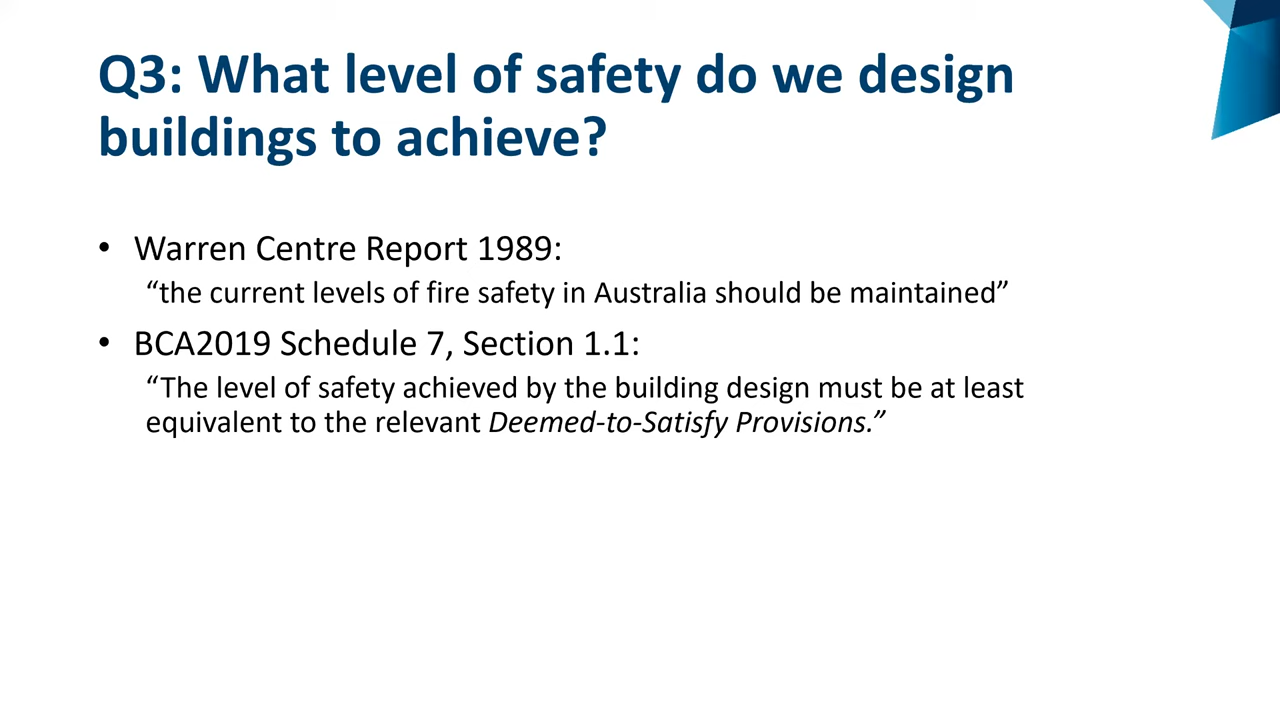 Q3: What level of safety do we design
buildings to achieve?
• Warren Centre Report 1989:
“the current levels of fire safety in Australia should be maintained”
• BCA2019 Schedule 7, Section 1.1:
“The level of safety achieved by the building design must be at least
equivalent to the relevant Deemed-to-Satisfy Provisions.”